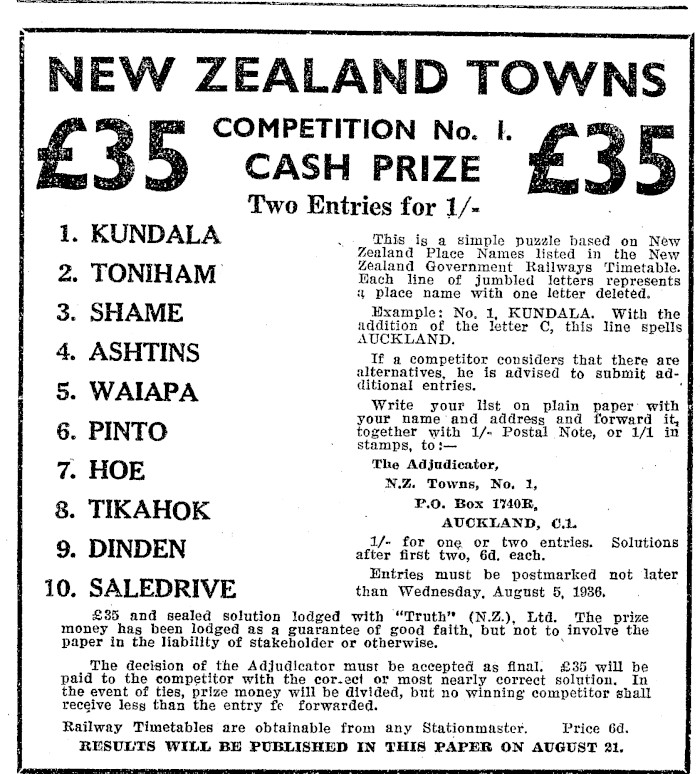 NEW ZEALAND TOWNS
£35 COMPETITION No. 1. £35
CASH PRIZE
Two Entries for 1/-
1. KUNDALA
2. TONIHAM
3. SHAME
4. ASHTINS
5. WAIAPA
6. PINTO
7. HOE
8. TIKAHOK
9. DINDEN
10. SALEDRIVE
This is a simple puzzle based on New
Zealand Place Names listed in the New
Zealand Government Railways Timetable.
Each line of jumbled letters represents
a place name with one letter deleted.
Example: No. 1, KUNDALA. With the
addition of the letter C, this line spells
AUCKLAND.
If a competitor considers that there are
alternatives, he is advised to submit ad-
ditional entries.
Write your list on plain paper with
your name and address and forward it,
together with 1/- Postal Note, or 1/1 in
stamps, to:—
The Adjudicator,
N.Z. Towns, No. 1,
P.O. Box 1740R,
AUCKLAND, C.1.
1/- for one or two entries. Solutions
after first two, 6d. each.
Entries must be postmarked not later
than Wednesday, August 5, 1936.
£35 and sealed solution lodged with "Truth" (N.Z.), Ltd. The prize
money has been lodged as a guarantee of good faith, but not to involve the
paper in the liability of stakeholder or otherwise.
The decision of the Adjudicator must be accepted as final. £35 will be
paid to the competitor with the correct or most nearly correct solution. In
the event of ties, prize money will be divided, but no winning competitor shall
receive less than the entry fe forwarded.
Railway Timetables are obtainable from any Stationmaster. Price 6d.
RESULTS WILL BE PUBLISHED IN THIS PAPER ON AUGUST 21.